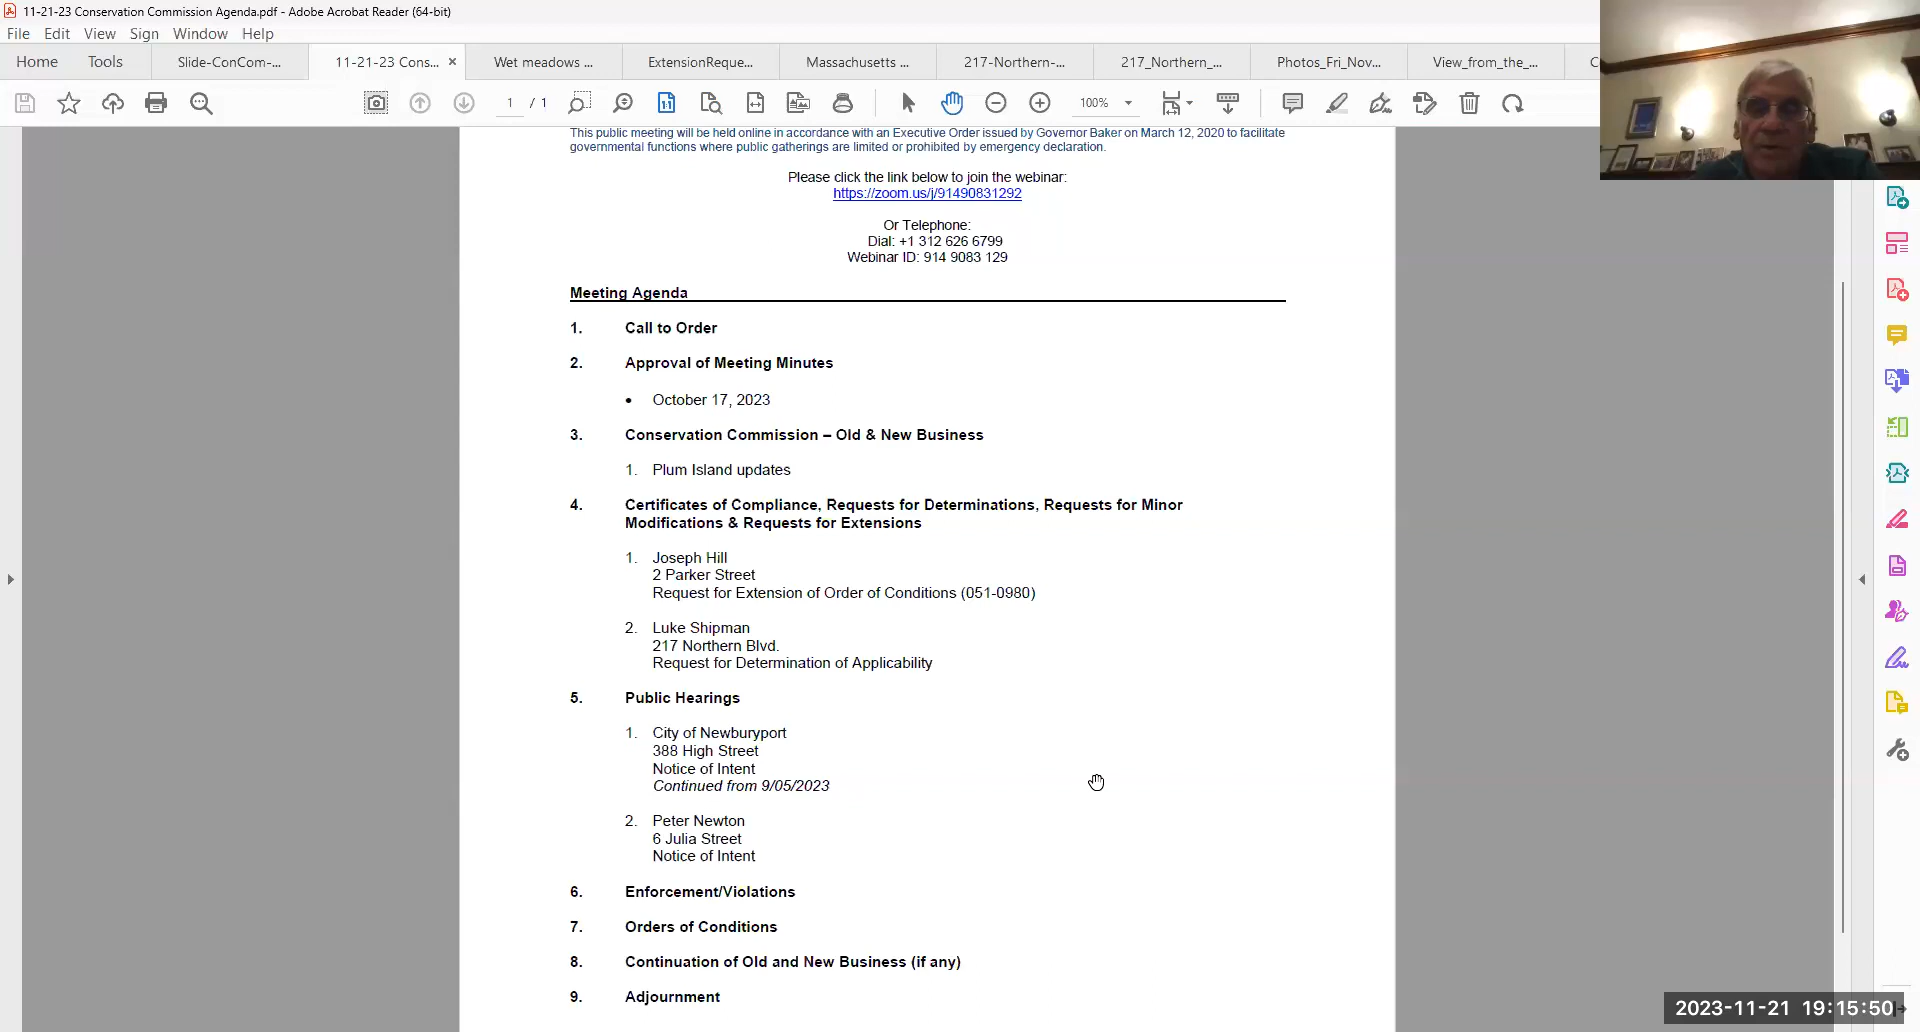 11-21-23 Conservation Commission Agenda.pdf - Adobe Acrobat Reader (64-bit)
File Edit View Sign Window Help
Home Tools Slide-ConCom-... 11-21-23 Cons... × Wet meadows ... ExtensionReque... Massachusetts ... 217-Northern-... 217_Northern_... Photos_Fri_Nov... View_from_the_...
1 / 1 100%
This public meeting will be held online in accordance with an Executive Order issued by Governor Baker on March 12, 2020 to facilitate
governmental functions where public gatherings are limited or prohibited by emergency declaration.
Please click the link below to join the webinar:
https://zoom.us/j/91490831292
Or Telephone:
Dial: +1 312 626 6799
Webinar ID: 914 9083 129
Meeting Agenda
1. Call to Order
2. Approval of Meeting Minutes
• October 17, 2023
3. Conservation Commission – Old & New Business
1. Plum Island updates
4. Certificates of Compliance, Requests for Determinations, Requests for Minor
Modifications & Requests for Extensions
1. Joseph Hill
2 Parker Street
Request for Extension of Order of Conditions (051-0980)
2. Luke Shipman
217 Northern Blvd.
Request for Determination of Applicability
5. Public Hearings
1. City of Newburyport
388 High Street
Notice of Intent
Continued from 9/05/2023
2. Peter Newton
6 Julia Street
Notice of Intent
6. Enforcement/Violations
7. Orders of Conditions
8. Continuation of Old and New Business (if any)
9. Adjournment
2023-11-21 19:15:50